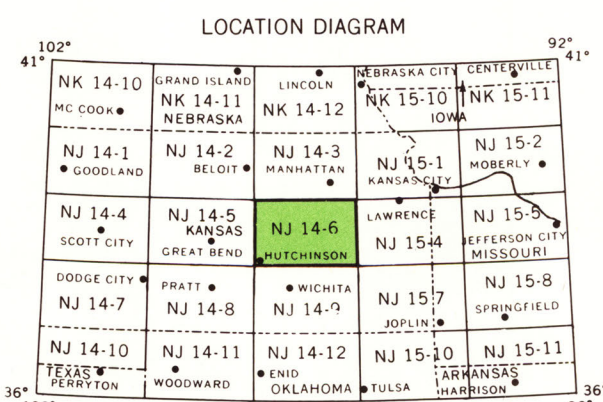 LOCATION DIAGRAM
102° 92°
41° 41°
NK 14-10
MC COOK
GRAND ISLAND
NK 14-11
NEBRASKA
LINCOLN
NK 14-12
NEBRASKA CITY
NK 15-10
IOWA
CENTERVILLE
NK 15-11
NJ 14-1
GOODLAND
NJ 14-2
BELOIT
NJ 14-3
MANHATTAN
NJ 15-1
KANSAS CITY
NJ 15-2
MOBERLY
NJ 14-4
SCOTT CITY
NJ 14-5
KANSAS
GREAT BEND
NJ 14-6
HUTCHINSON
LAWRENCE
NJ 15-4
NJ 15-5
JEFFERSON CITY
MISSOURI
DODGE CITY
NJ 14-7
PRATT
NJ 14-8
WICHITA
NJ 14-9
NJ 15-7
JOPLIN
NJ 15-8
SPRINGFIELD
NJ 14-10
TEXAS
PERRYTON
NJ 14-11
WOODWARD
NJ 14-12
ENID
OKLAHOMA
NJ 15-10
TULSA
NJ 15-11
ARKANSAS
HARRISON
36° 36